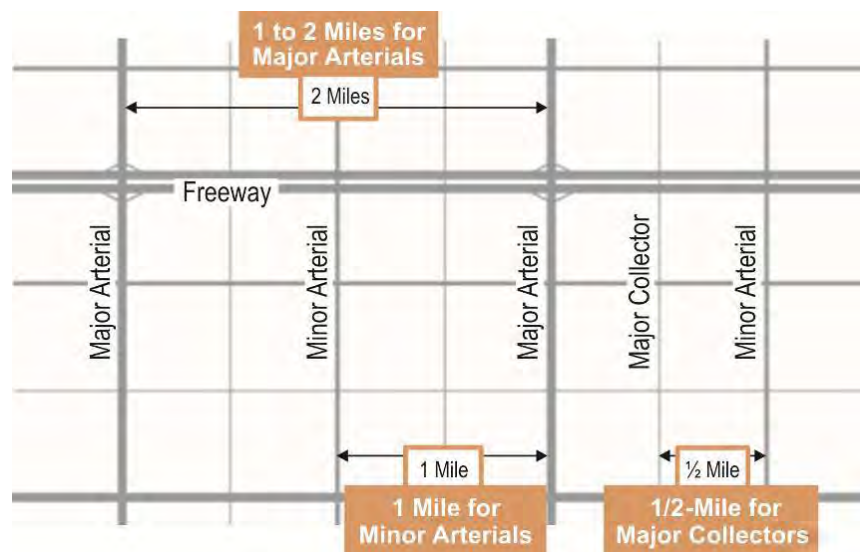 1 to 2 Miles for
Major Arterials
2 Miles
Freeway
Major Arterial
Minor Arterial
Major Arterial
Major Collector
Minor Arterial
1 Mile
½ Mile
1 Mile for
Minor Arterials
1/2-Mile for
Major Collectors